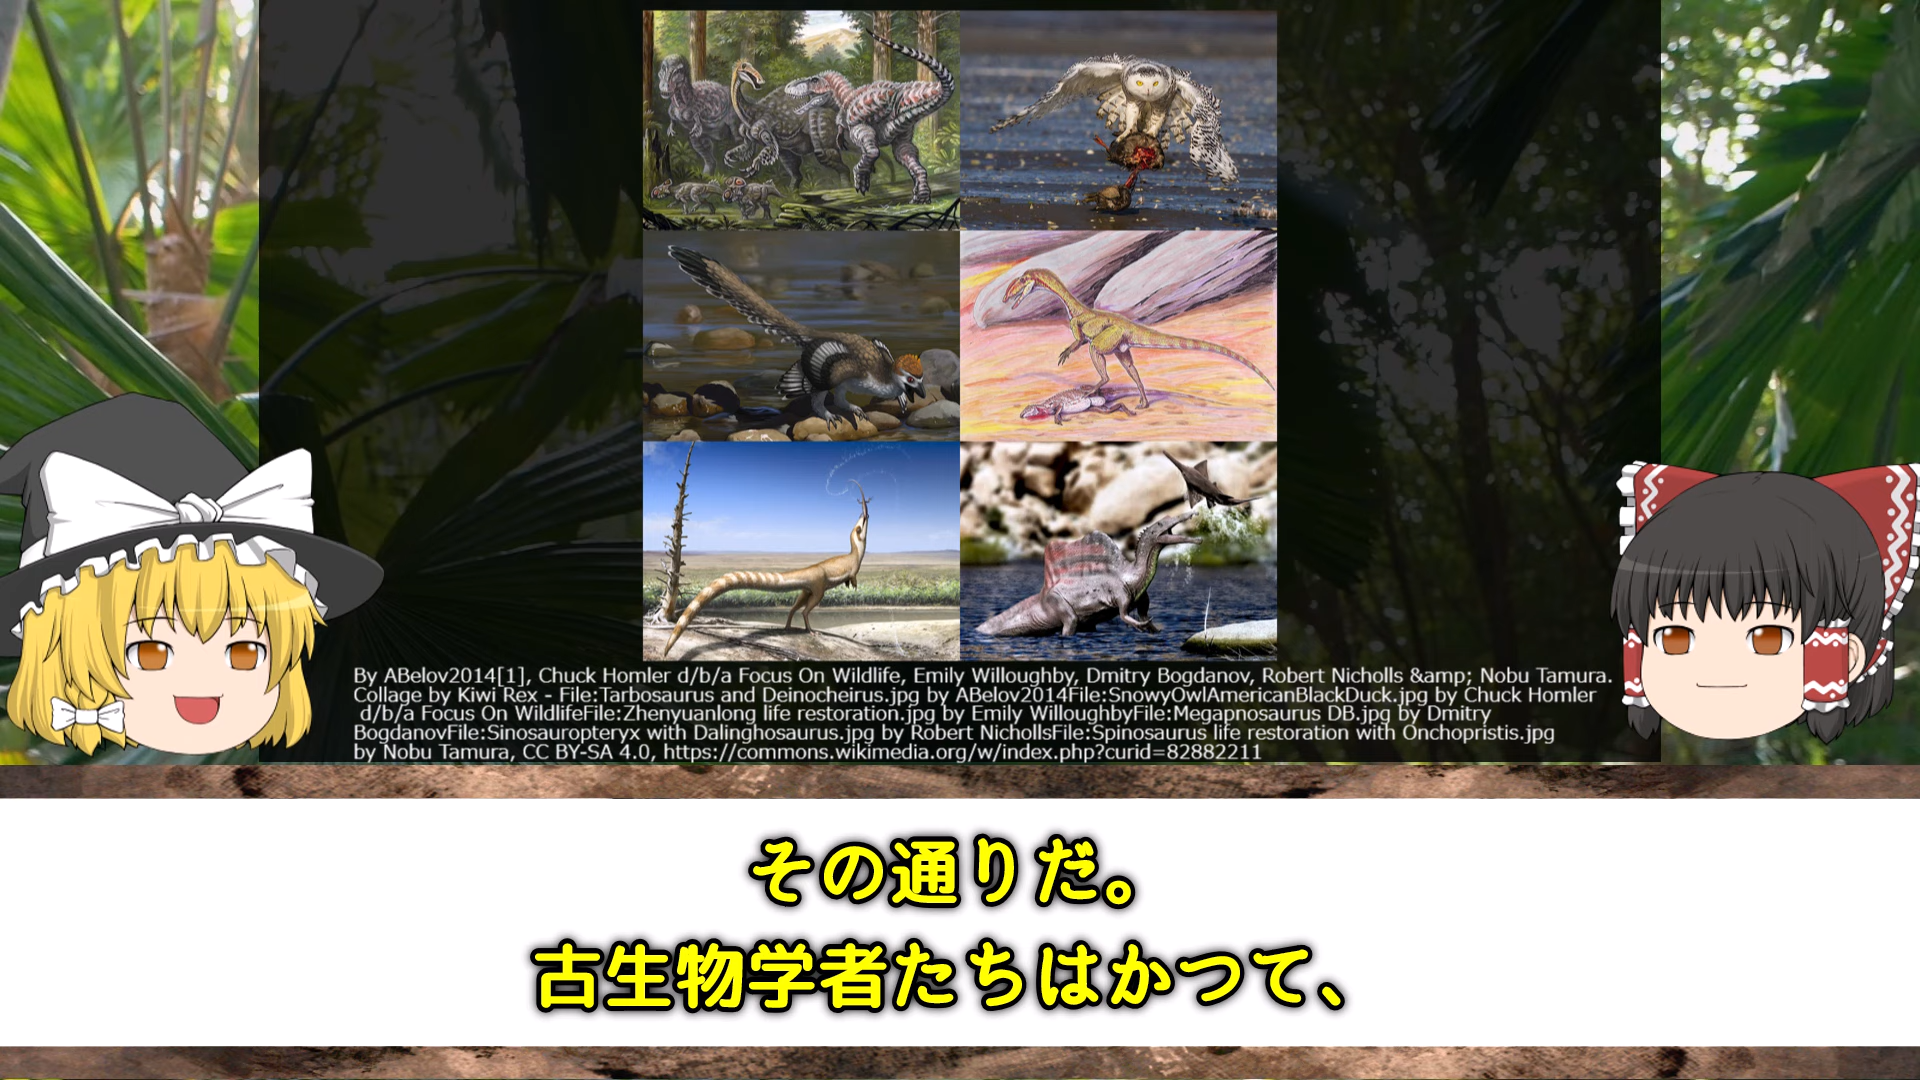 By ABelov2014[1], Chuck Homler d/b/a Focus On Wildlife, Emily Willoughby, Dmitry Bogdanov, Robert Nicholls &amp; Nobu Tamura.
Collage by Kiwi Rex - File:Tarbosaurus and Deinocheirus.jpg by ABelov2014File:SnowyOwlAmericanBlackDuck.jpg by Chuck Homler
d/b/a Focus On WildlifeFile:Zhenyuanlong life restoration.jpg by Emily WilloughbyFile:Megapnosaurus DB.jpg by Dmitry
BogdanovFile:Sinosauropteryx with Dalinghosaurus.jpg by Robert NichollsFile:Spinosaurus life restoration with Onchopristis.jpg
by Nobu Tamura, CC BY-SA 4.0, https://commons.wikimedia.org/w/index.php?curid=82882211
その通りだ。
古生物学者たちはかつて、